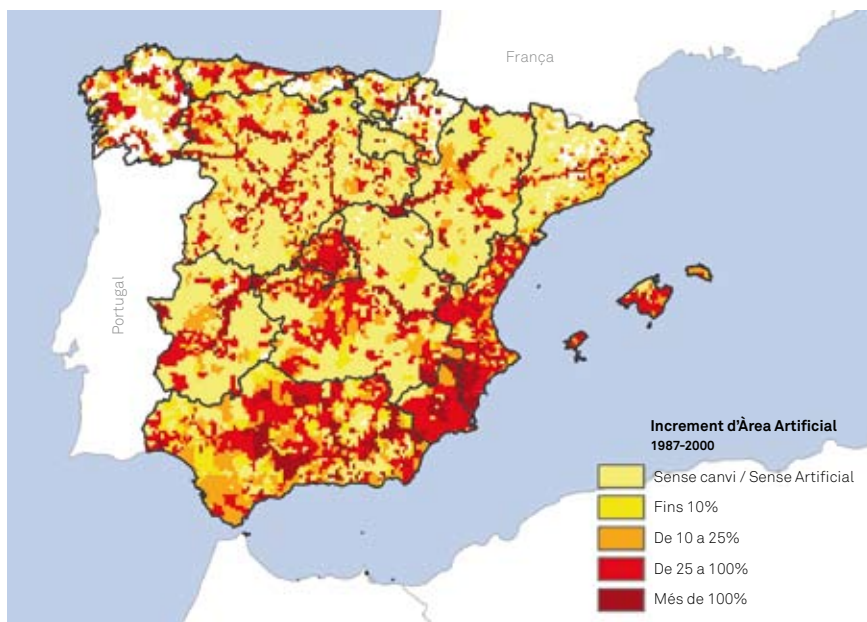 França
Portugal
Increment d'Àrea Artificial
1987-2000
Sense canvi / Sense Artificial
Fins 10%
De 10 a 25%
De 25 a 100%
Més de 100%